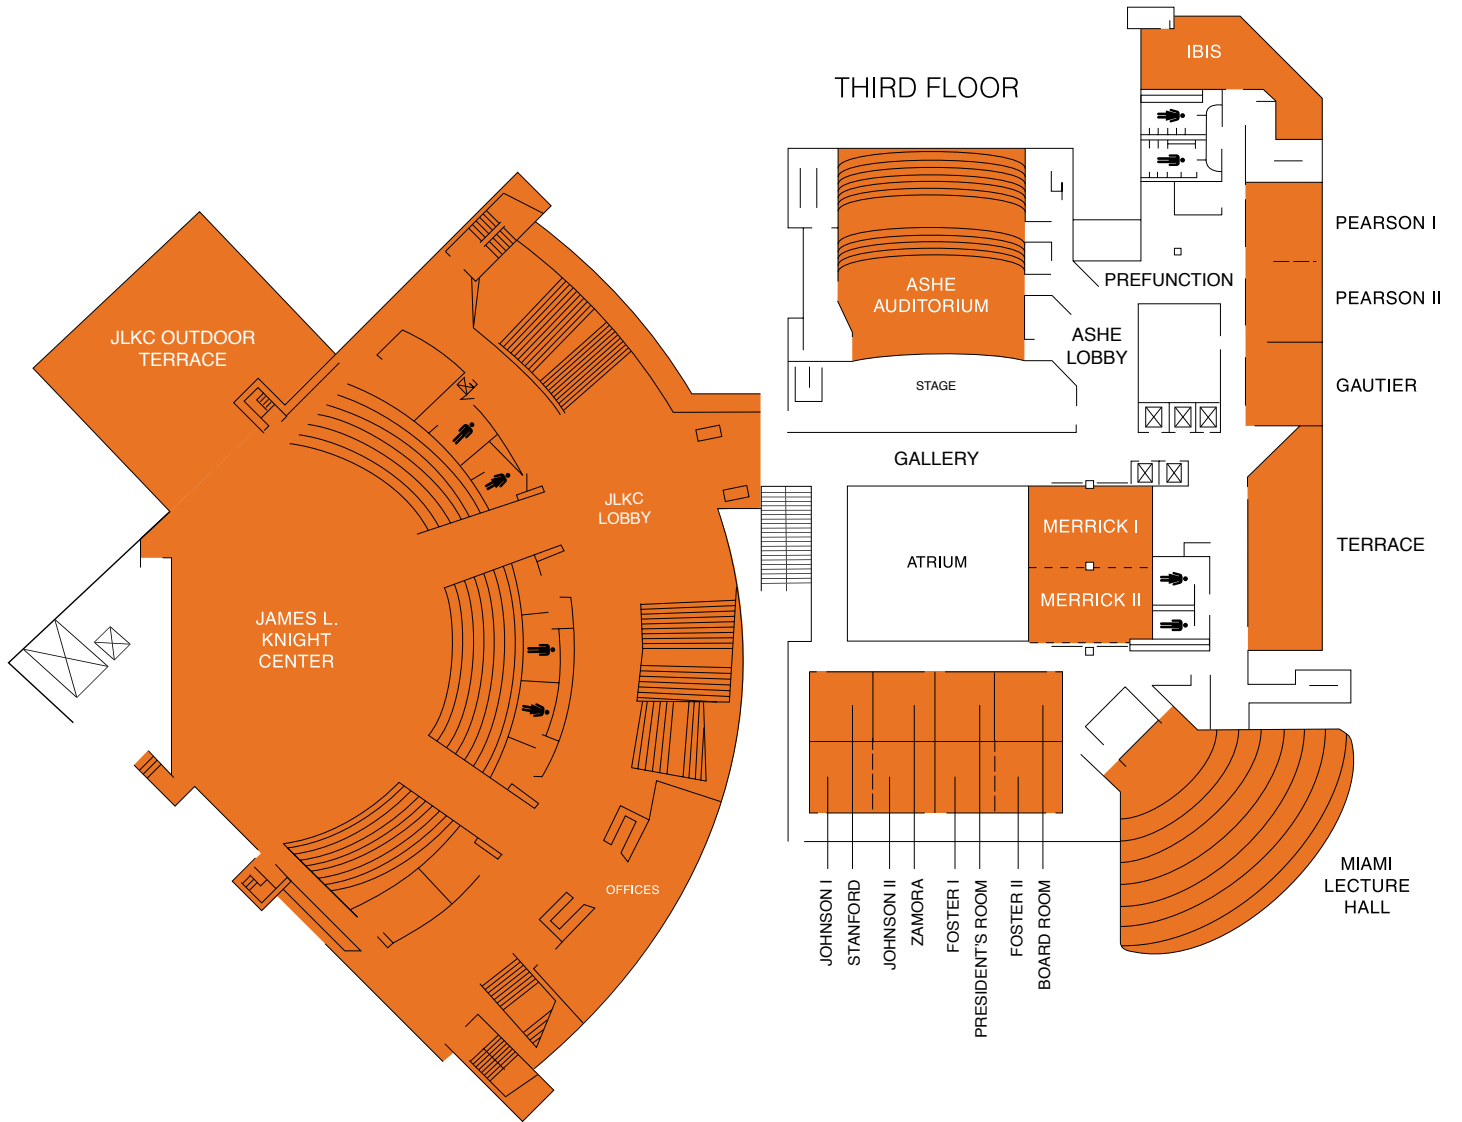 THIRD FLOOR
IBIS
PEARSON I
PREFUNCTION
ASHE
AUDITORIUM
PEARSON II
ASHE
LOBBY
JLKC OUTDOOR
TERRACE
STAGE
GAUTIER
GALLERY
JLKC
LOBBY
MERRICK I
TERRACE
ATRIUM
MERRICK II
JAMES L.
KNIGHT
CENTER
OFFICES
MIAMI
LECTURE
HALL
JOHNSON I
STANFORD
JOHNSON II
ZAMORA
FOSTER I
PRESIDENT'S ROOM
FOSTER II
BOARD ROOM